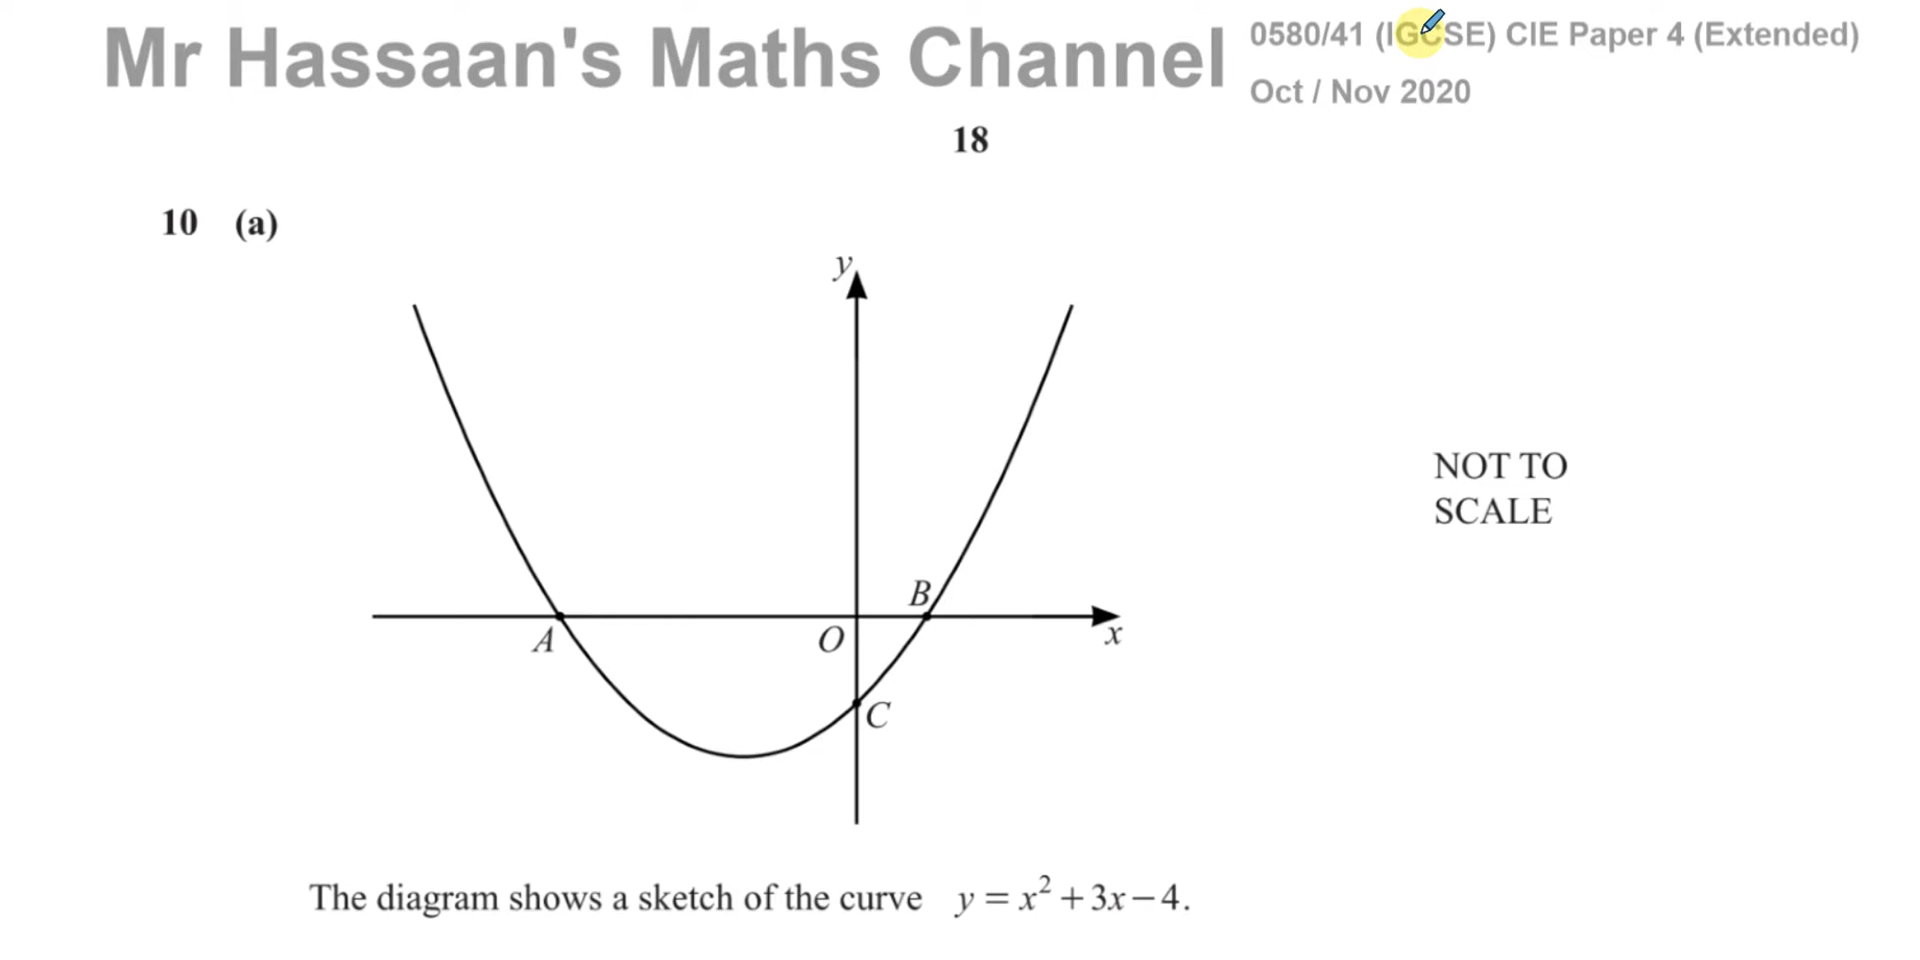 Mr Hassaan's Maths Channel
0580/41 (IGCSE) CIE Paper 4 (Extended)
Oct / Nov 2020
18
10 (a)
y
NOT TO
SCALE
B
A
O
x
C
The diagram shows a sketch of the curve y = x² + 3x − 4.